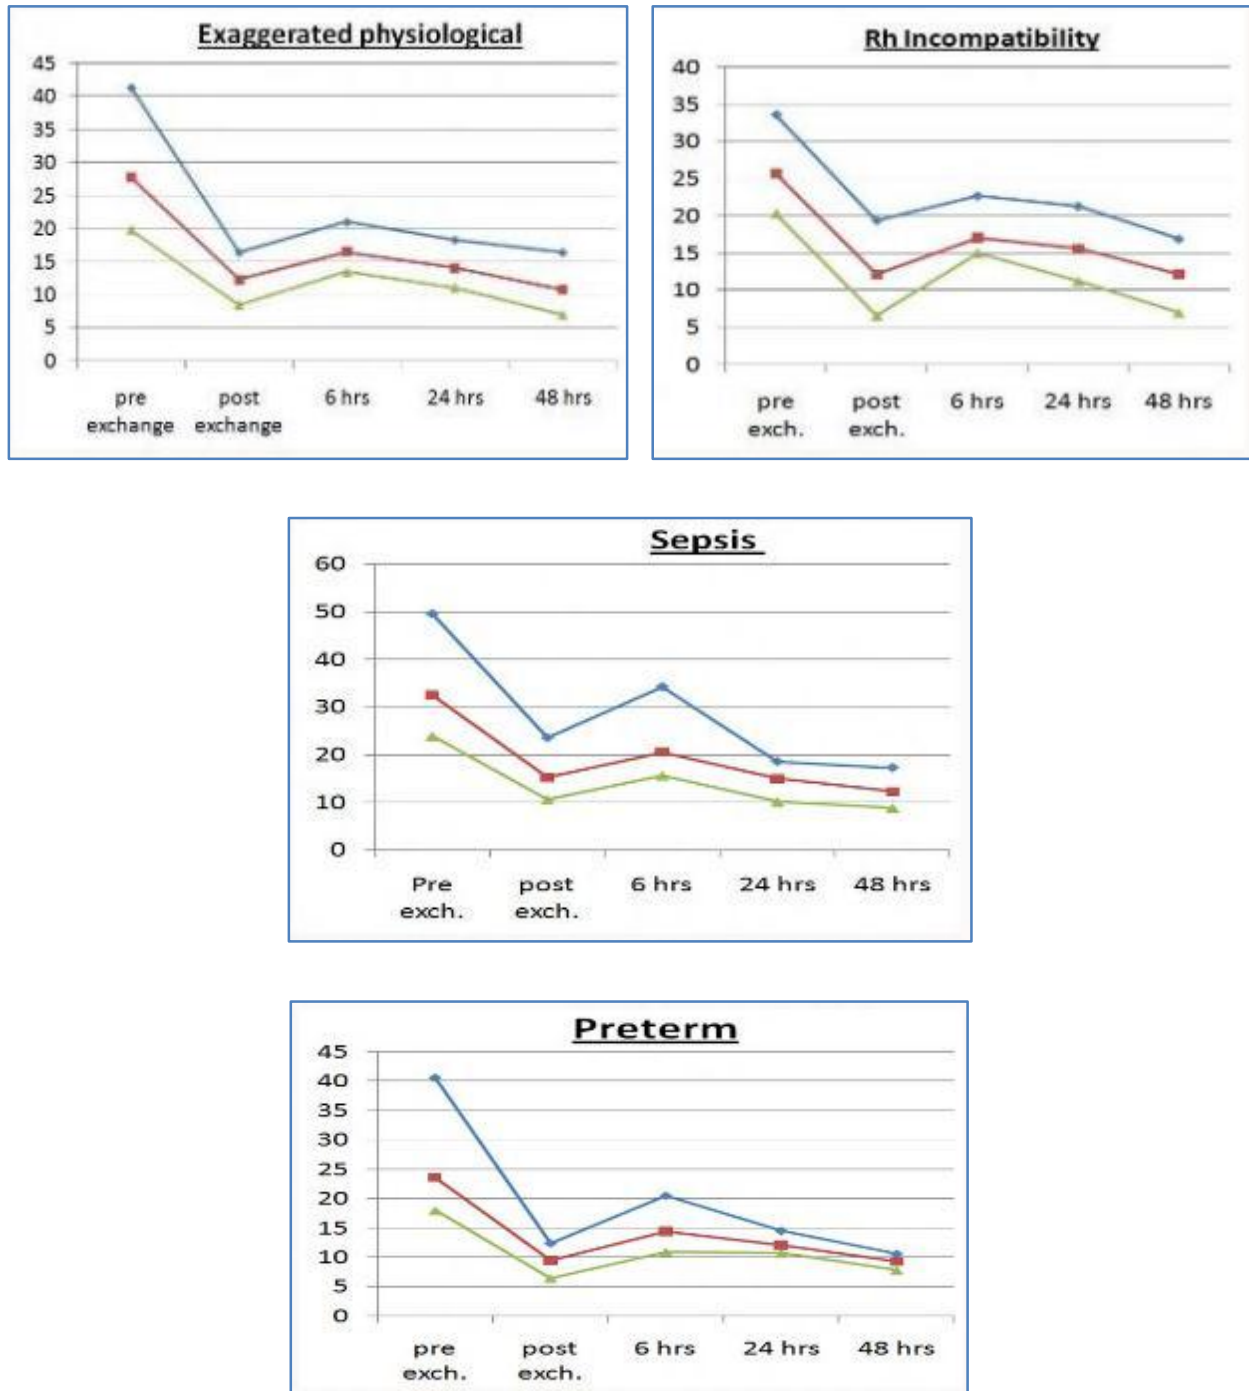 Exaggerated physiological
45
40
35
30
25
20
15
10
5
0
pre
exchange
post
exchange
6 hrs
24 hrs
48 hrs
Rh Incompatibility
40
35
30
25
20
15
10
5
0
pre
exch.
post
exch.
6 hrs
24 hrs
48 hrs
Sepsis
60
50
40
30
20
10
0
Pre
exch.
post
exch.
6 hrs
24 hrs
48 hrs
Preterm
45
40
35
30
25
20
15
10
5
0
pre
exch.
post
exch.
6 hrs
24 hrs
48 hrs